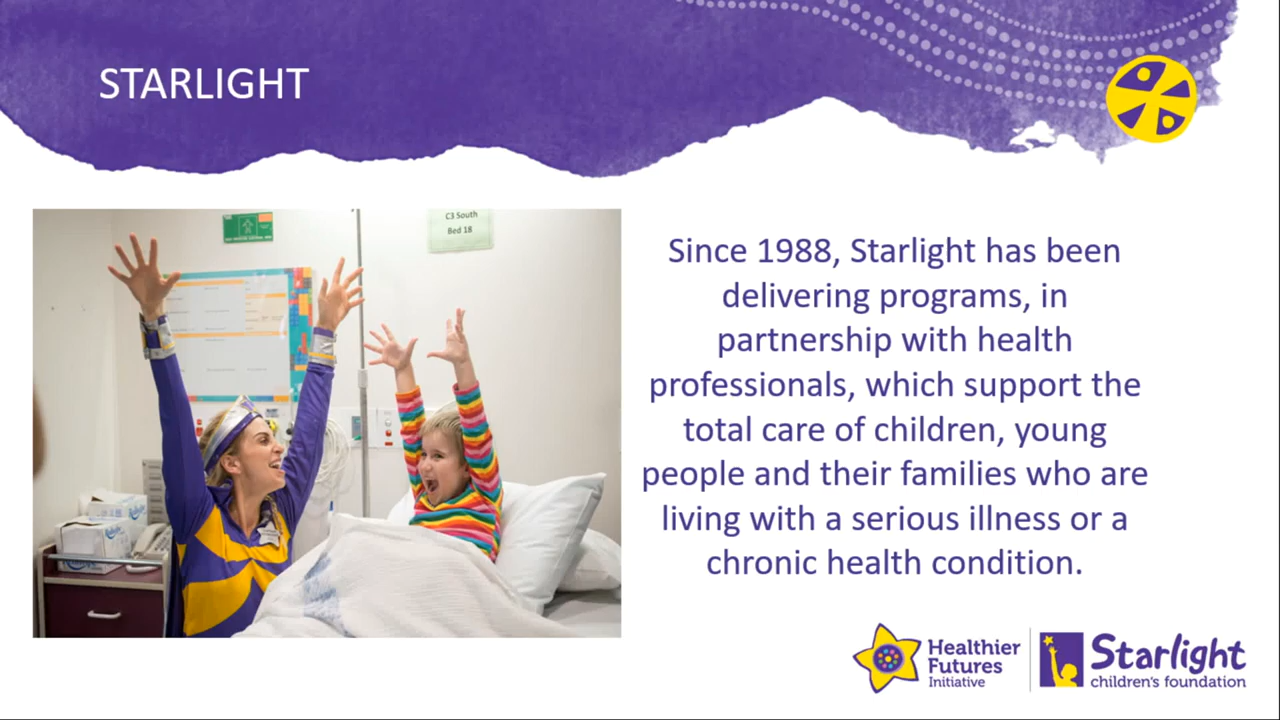 STARLIGHT
C3 South
Bed 18
Since 1988, Starlight has been
delivering programs, in
partnership with health
professionals, which support the
total care of children, young
people and their families who are
living with a serious illness or a
chronic health condition.
Healthier
Futures
Initiative
Starlight
children's foundation